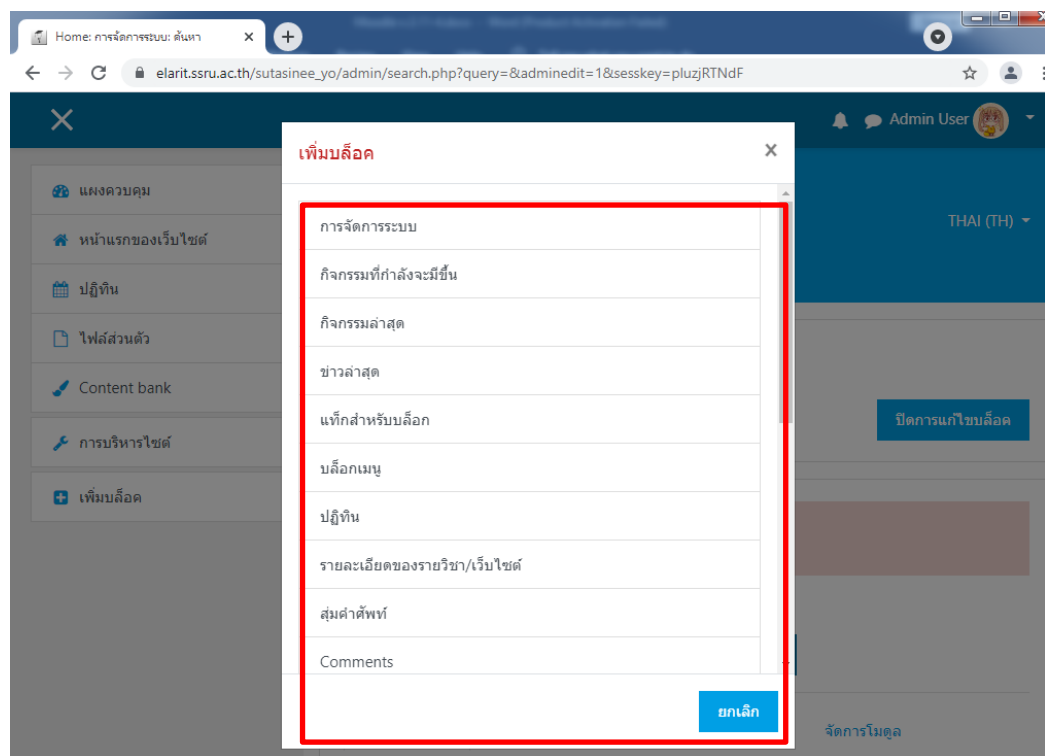 Home: การจัดการระบบ: ค้นหา
elarit.ssru.ac.th/sutasinee_yo/admin/search.php?query=&adminedit=1&sesskey=pluzjRTNdF
Admin User
แผงควบคุม
หน้าแรกของเว็บไซต์
ปฏิทิน
ไฟล์ส่วนตัว
Content bank
การบริหารไซต์
เพิ่มบล็อค
THAI (TH)
ปิดการแก้ไขบล็อค
จัดการโมดูล
เพิ่มบล็อค
การจัดการระบบ
กิจกรรมที่กำลังจะมีขึ้น
กิจกรรมล่าสุด
ข่าวล่าสุด
แท็กสำหรับบล็อก
บล็อกเมนู
ปฏิทิน
รายละเอียดของรายวิชา/เว็บไซต์
สุ่มคำศัพท์
Comments
ยกเลิก